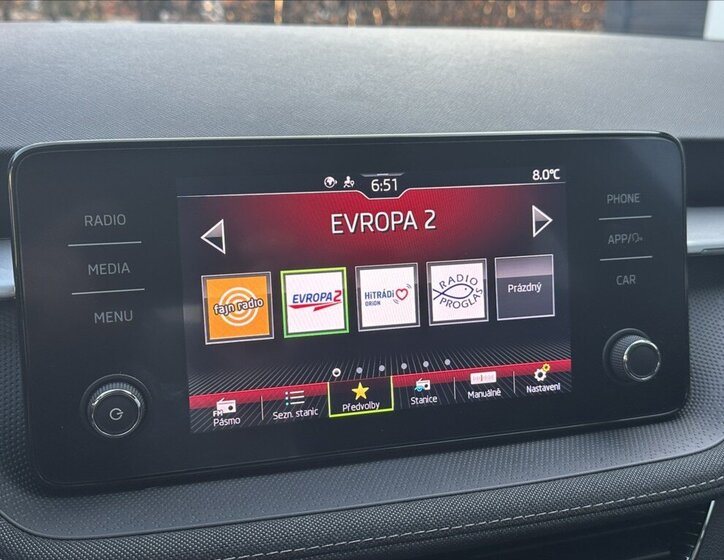 6:51
8.0°C
EVROPA 2
RADIO
MEDIA
MENU
PHONE
APP/
CAR
fajn radio
EVROPA 2
HITRÁDIO
ORION
RADIO
PROGLAS
Prázdný
FM
Pásmo
Sezn. stanic
Předvolby
Stanice
Manuálně
Nastavení